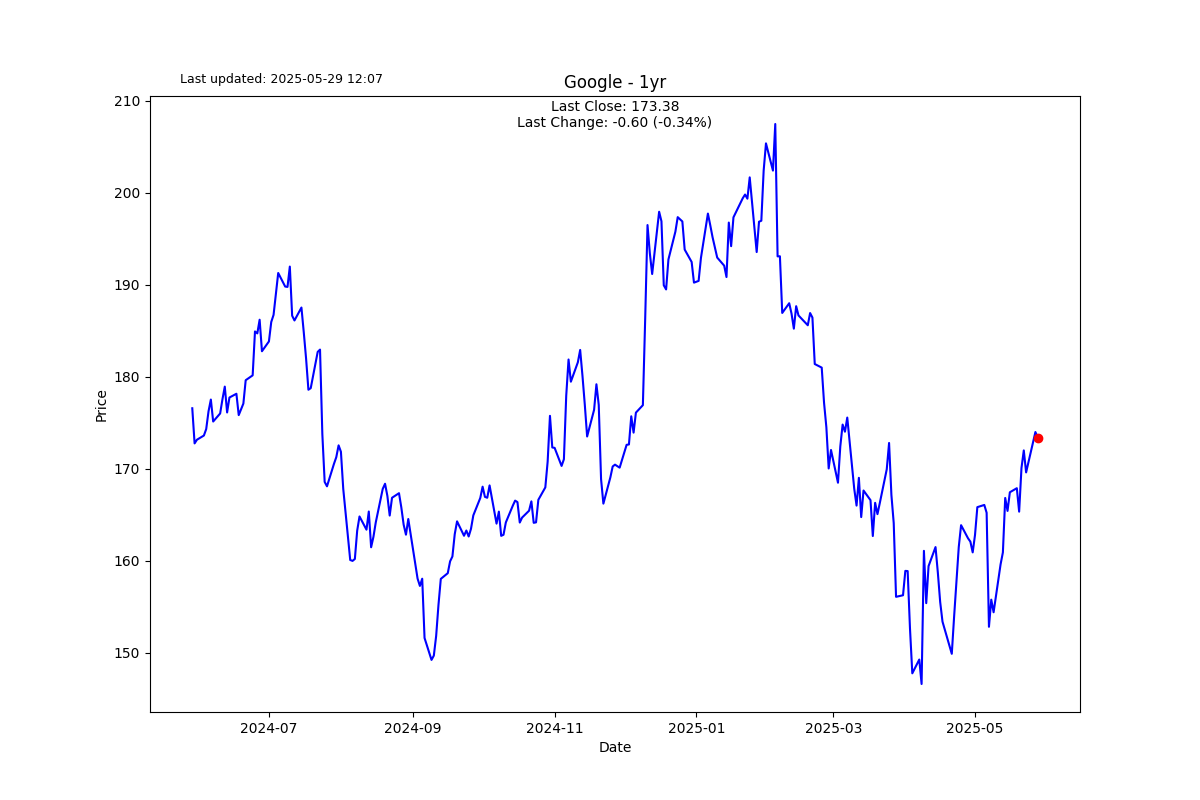 Last updated: 2025-05-29 12:07
Google - 1yr
Last Close: 173.38
Last Change: -0.60 (-0.34%)
210
200
190
180
170
160
150
Price
2024-07
2024-09
2024-11
2025-01
2025-03
2025-05
Date